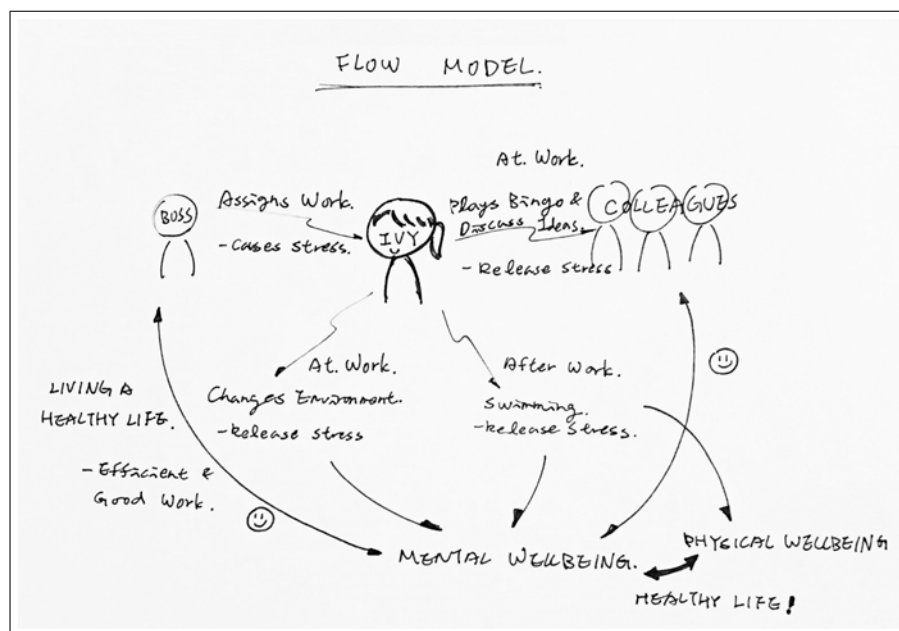 FLOW MODEL.
At. Work.
BOSS
Assigns Work.
- Cases Stress.
IVY
Plays Bingo &
Discuss Ideas.
- Release Stress
COLLEAGUES
At. Work.
Changes Environment.
- Release Stress
After Work.
Swimming.
- Release Stress.
LIVING A
HEALTHY LIFE.
- Efficient &
Good Work.
MENTAL WELLBEING.
PHYSICAL WELLBEING
HEALTHY LIFE!